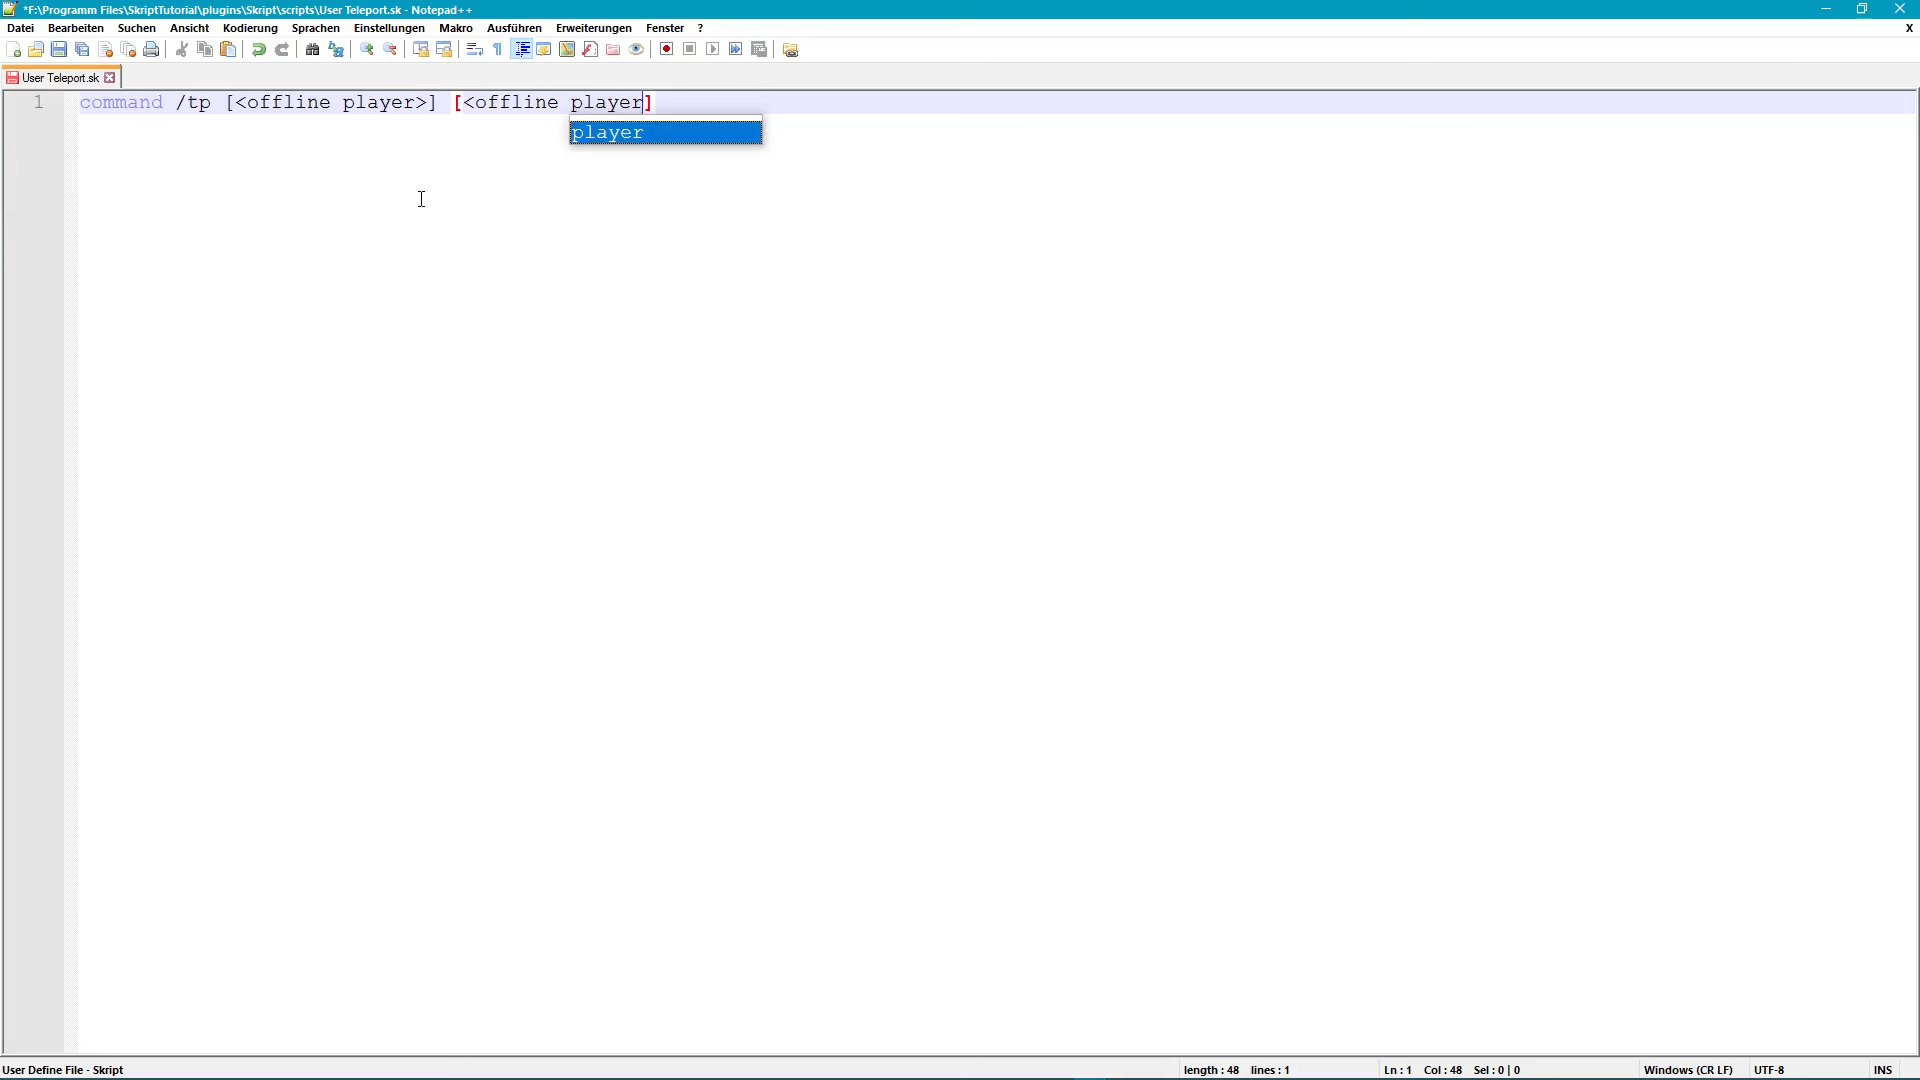 *F:\Programm Files\SkriptTutorial\plugins\Skript\scripts\User Teleport.sk - Notepad++
Datei Bearbeiten Suchen Ansicht Kodierung Sprachen Einstellungen Makro Ausführen Erweiterungen Fenster ? X
User Teleport.sk
1 command /tp [<offline player>] [<offline player]
player
User Define File - Skript length : 48 lines : 1 Ln : 1 Col : 48 Sel : 0 | 0 Windows (CR LF) UTF-8 INS